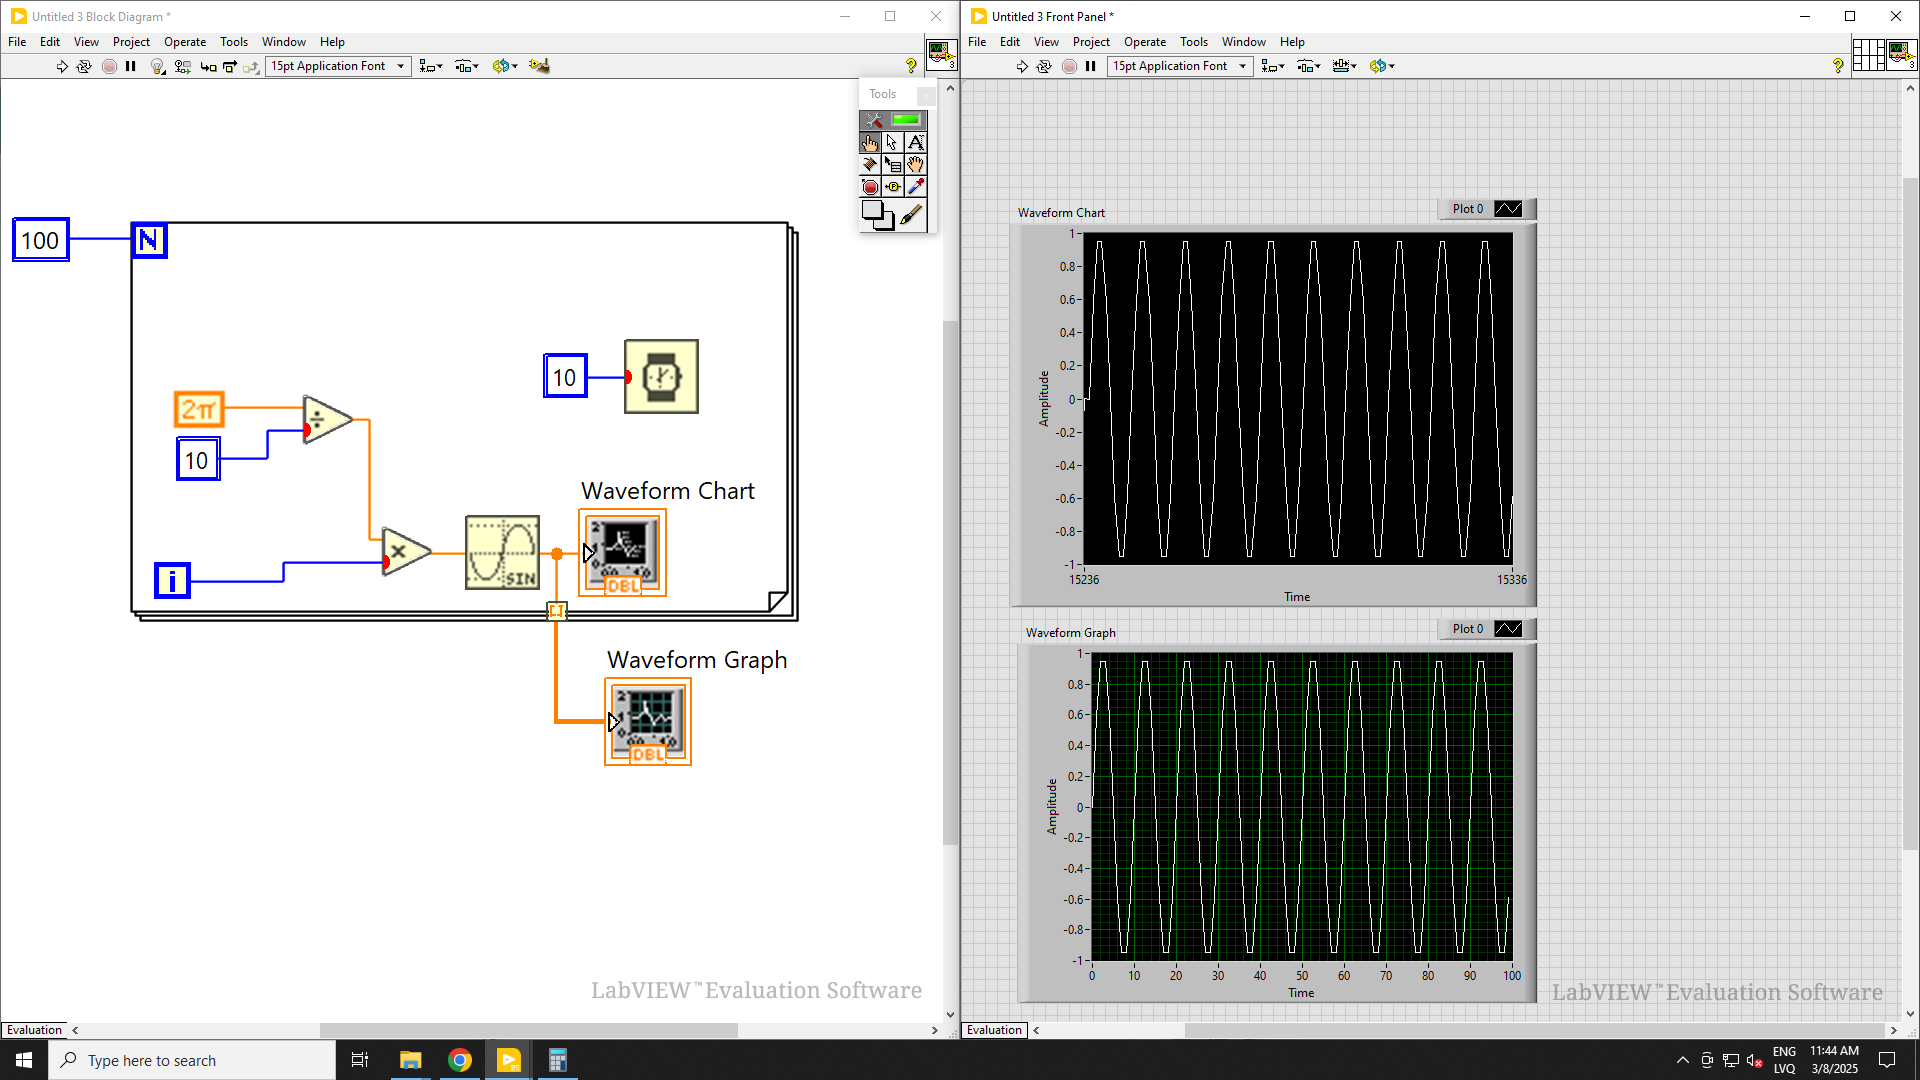 Untitled 3 Block Diagram *
File Edit View Project Operate Tools Window Help
15pt Application Font
3
Tools
100
N
10
2π
10
i
SIN
Waveform Chart
DBL
Waveform Graph
DBL
LabVIEW™ Evaluation Software
Evaluation
Untitled 3 Front Panel *
File Edit View Project Operate Tools Window Help
15pt Application Font
3
Waveform Chart
Plot 0
Amplitude
1
0.8
0.6
0.4
0.2
0
-0.2
-0.4
-0.6
-0.8
-1
15236 15336
Time
Waveform Graph
Plot 0
Amplitude
1
0.8
0.6
0.4
0.2
0
-0.2
-0.4
-0.6
-0.8
-1
0 10 20 30 40 50 60 70 80 90 100
Time
LabVIEW™ Evaluation Software
Evaluation
Type here to search
ENG
LVQ
11:44 AM
3/8/2025